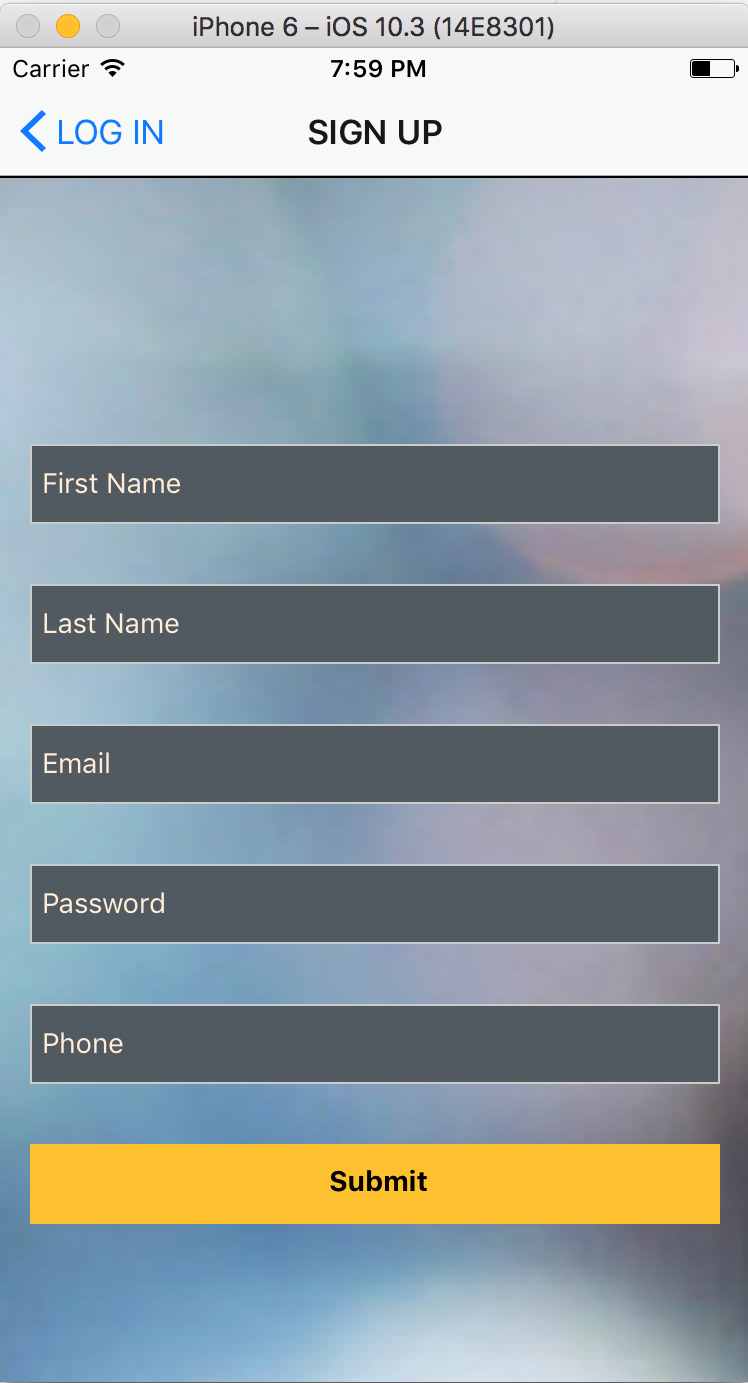 iPhone 6 – iOS 10.3 (14E8301)
Carrier 7:59 PM
LOG IN SIGN UP
First Name
Last Name
Email
Password
Phone
Submit